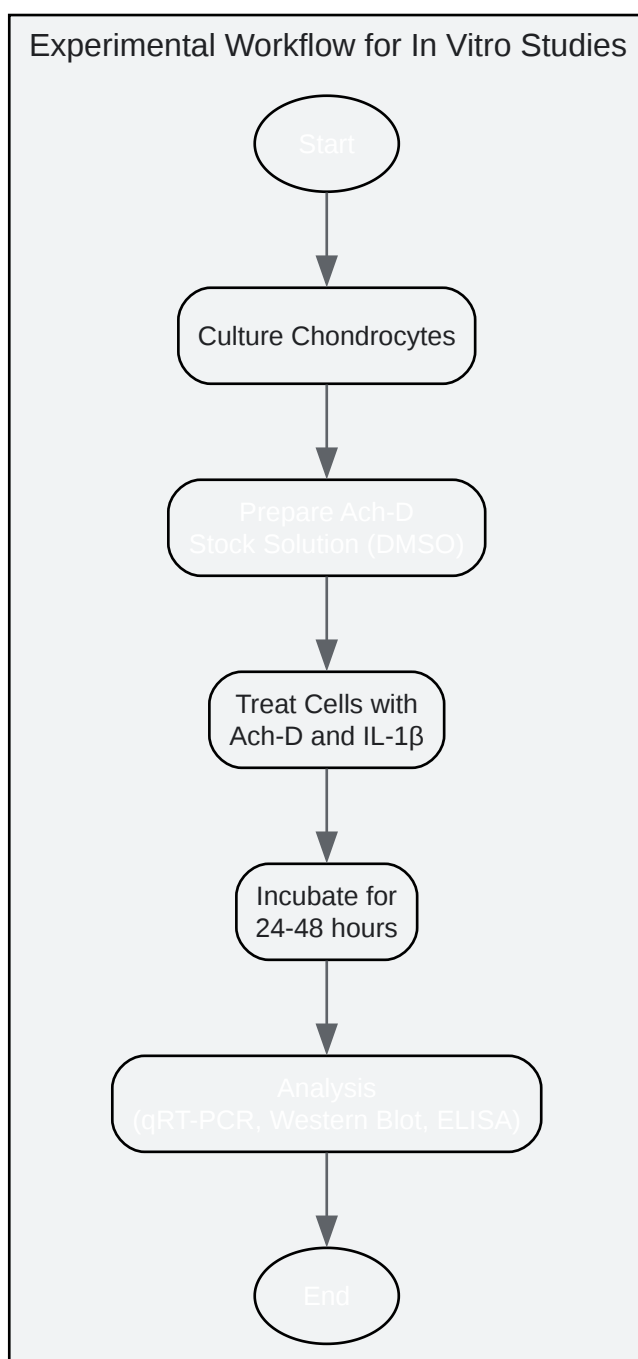 Experimental Workflow for In Vitro Studies
Start
Culture Chondrocytes
Prepare Ach-D
Stock Solution (DMSO)
Treat Cells with
Ach-D and IL-1β
Incubate for
24-48 hours
Analysis
(qRT-PCR, Western Blot, ELISA)
End